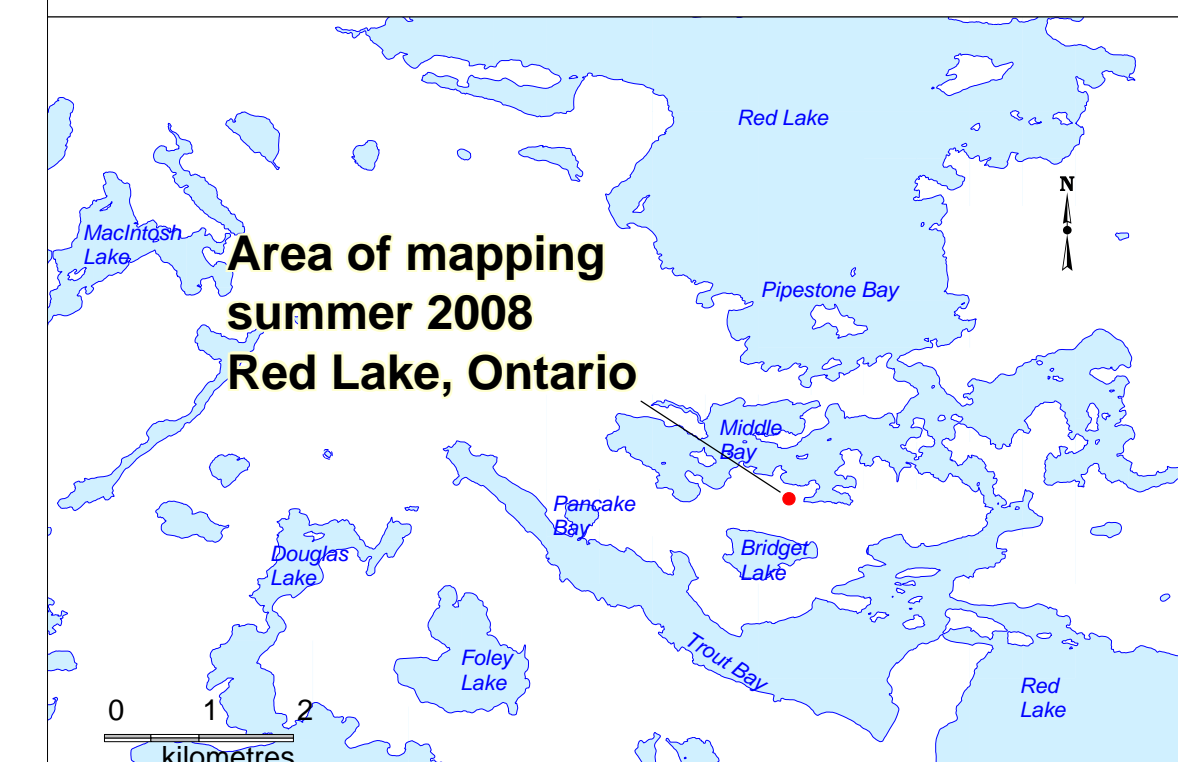 Red Lake
N
MacIntosh
Lake
Area of mapping
summer 2008
Red Lake, Ontario
Pipestone Bay
Middle
Bay
Pancake
Bay
Bridget
Lake
Douglas
Lake
Trout Bay
Foley
Lake
Red
Lake
0 1 2
kilometres